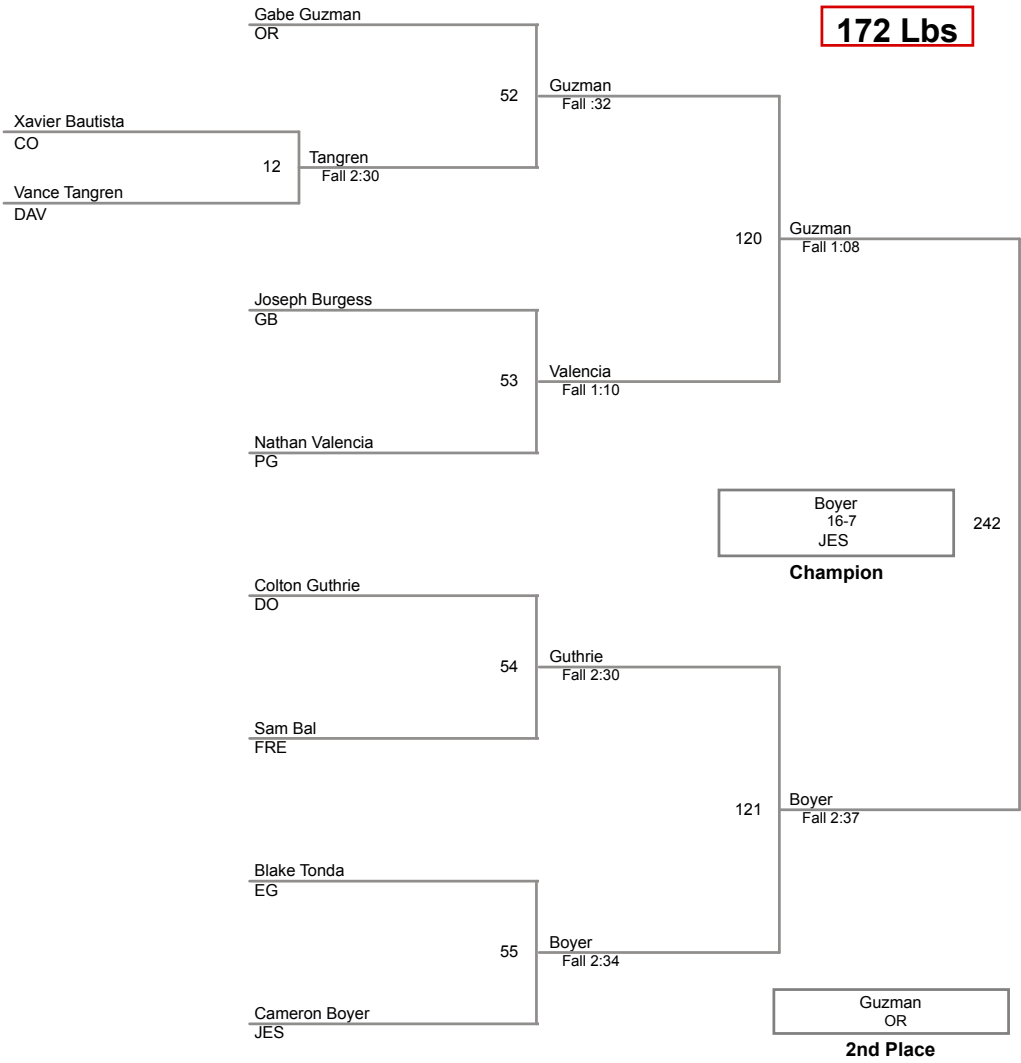 Gabe Guzman
OR
172 Lbs
52
Guzman
Fall :32
Xavier Bautista
CO
12
Tangren
Fall 2:30
Vance Tangren
DAV
120
Guzman
Fall 1:08
Joseph Burgess
GB
53
Valencia
Fall 1:10
Nathan Valencia
PG
Boyer
16-7
JES
242
Champion
Colton Guthrie
DO
54
Guthrie
Fall 2:30
Sam Bal
FRE
121
Boyer
Fall 2:37
Blake Tonda
EG
55
Boyer
Fall 2:34
Cameron Boyer
JES
Guzman
OR
2nd Place